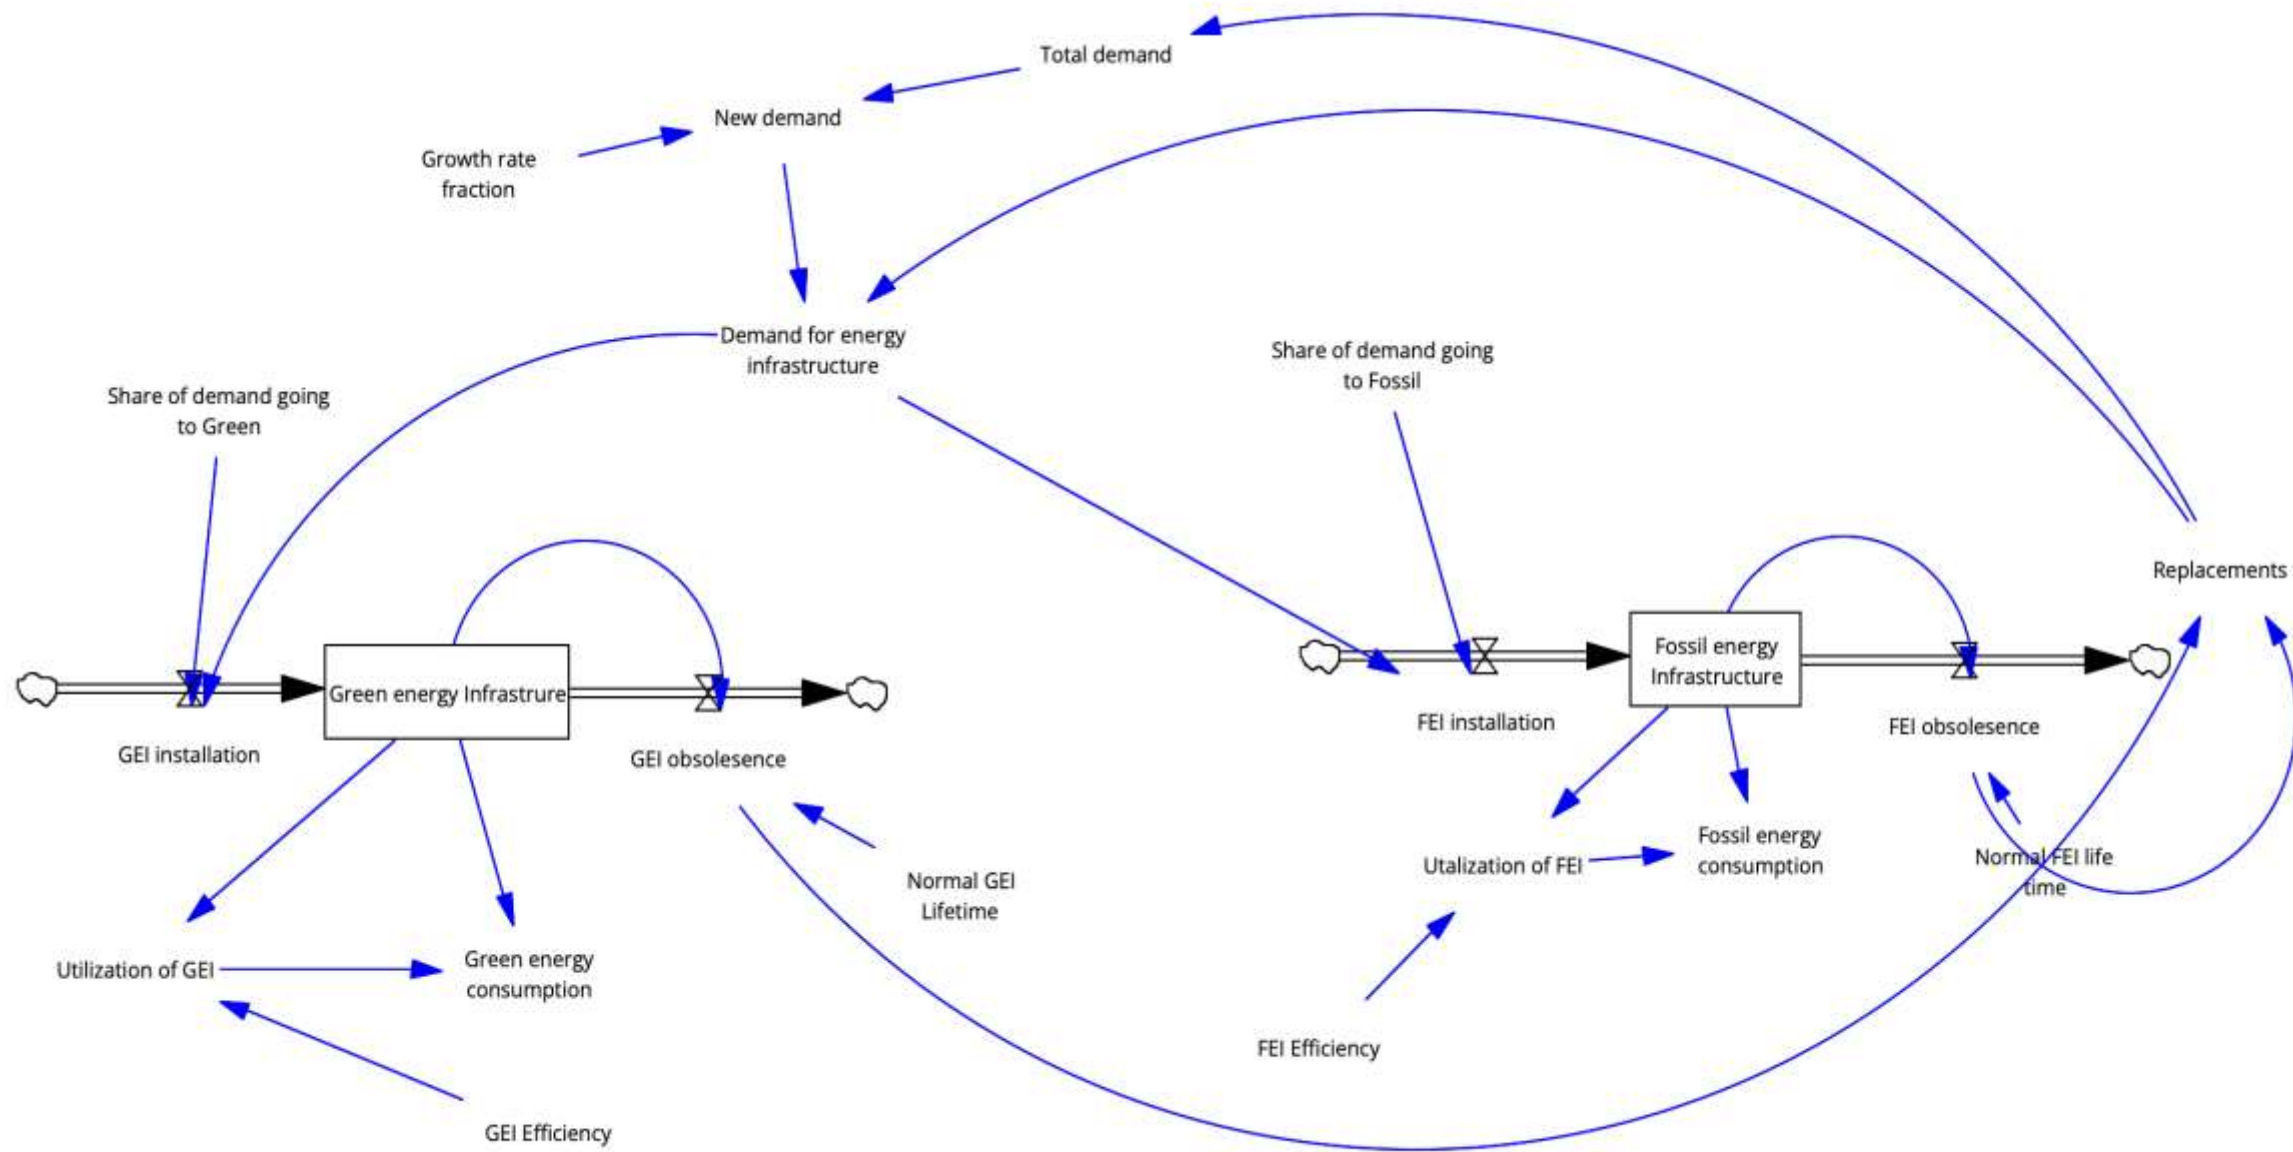 Total demand
New demand
Growth rate
fraction
Demand for energy
infrastructure
Share of demand going
to Fossil
Share of demand going
to Green
Replacements
Fossil energy
Infrastructure
Green energy Infrastrure
FEI installation
FEI obsolesence
GEI installation
GEI obsolesence
Fossil energy
consumption
Utalization of FEI
Normal FEI life
time
Normal GEI
Lifetime
Green energy
consumption
Utilization of GEI
FEI Efficiency
GEI Efficiency